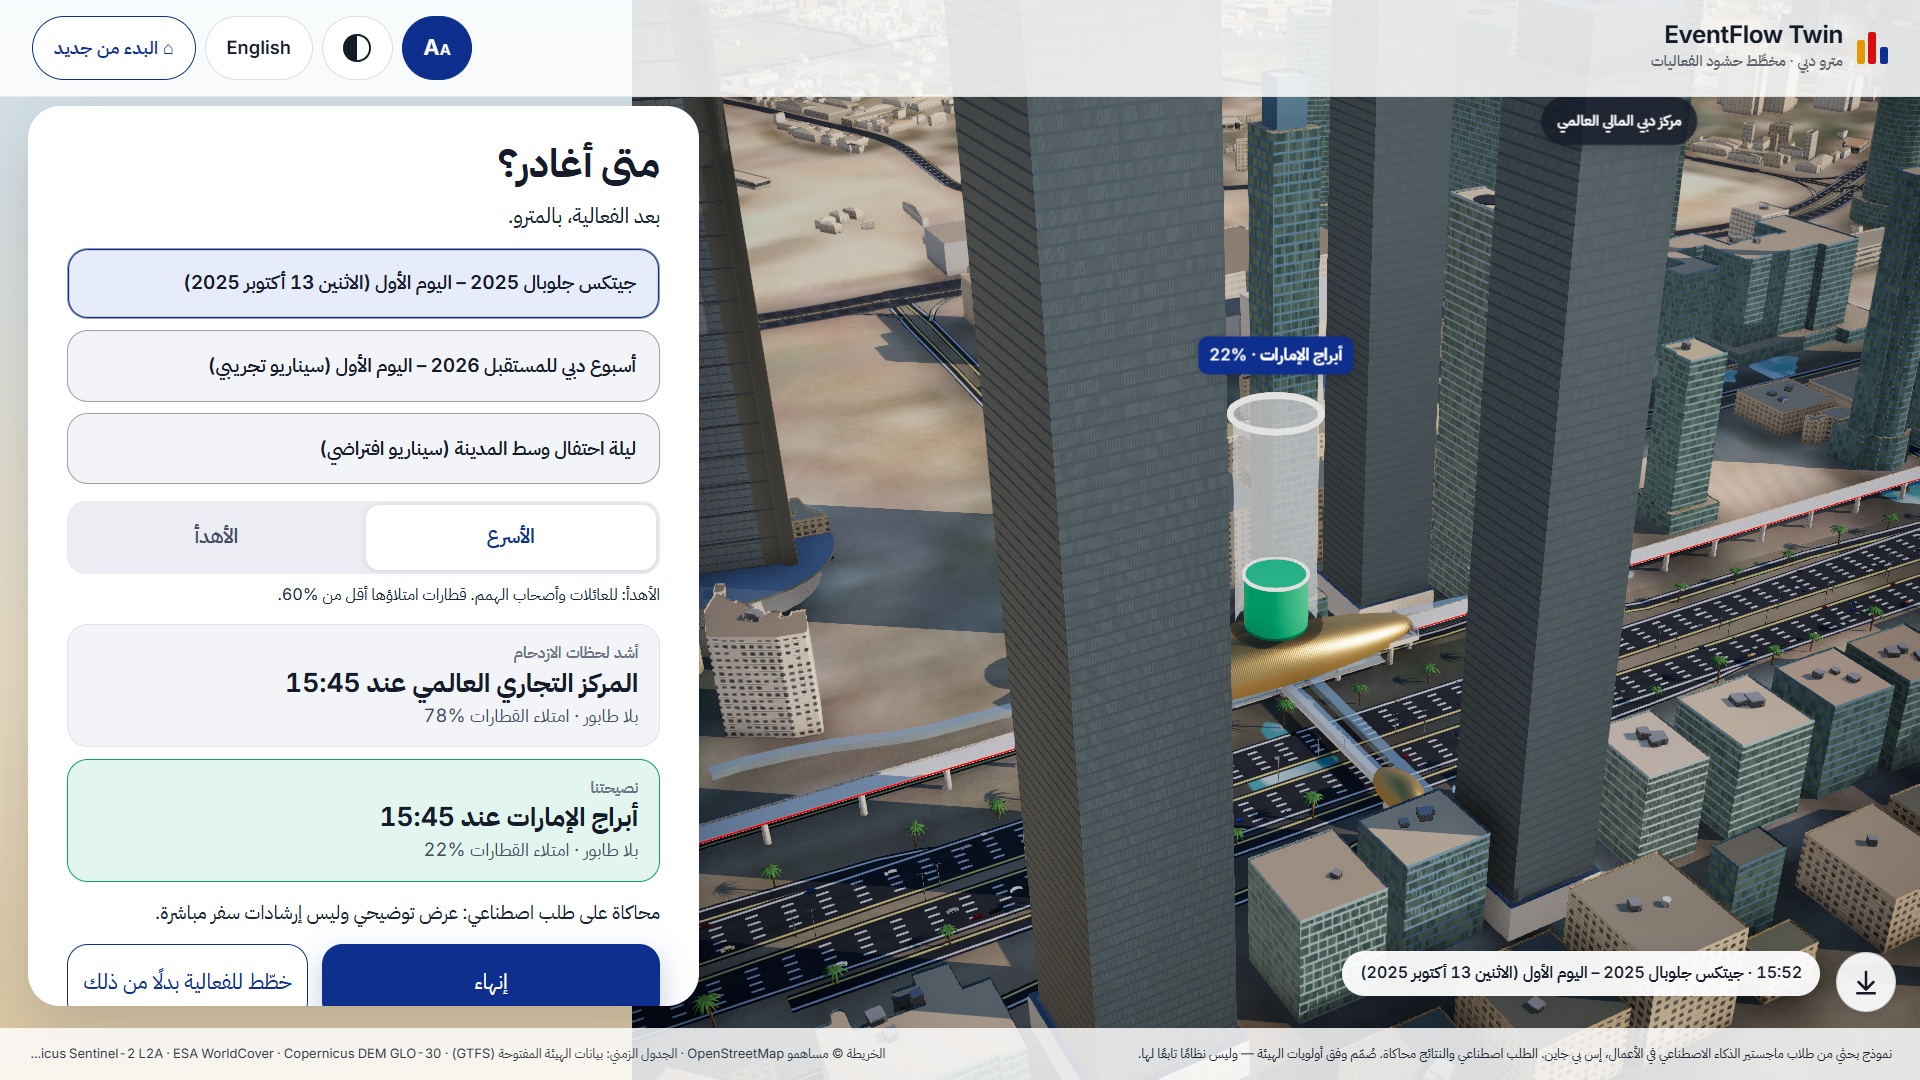 EventFlow Twin
مترو دبي · مخطَّط حشود الفعاليات
AA
English
البدء من جديد
مركز دبي المالي العالمي
متى أغادر؟
بعد الفعالية، بالمترو.
جيتكس جلوبال 2025 – اليوم الأول (الاثنين 13 أكتوبر 2025)
أسبوع دبي للمستقبل 2026 – اليوم الأول (سيناريو تجريبي)
ليلة احتفال وسط المدينة (سيناريو افتراضي)
الأسرع
الأهدأ
الأهدأ: للعائلات وأصحاب الهمم. قطارات امتلاؤها أقل من 60%.
أشد لحظات الازدحام
المركز التجاري العالمي عند 15:45
بلا طابور · امتلاء القطارات 78%
نصيحتنا
أبراج الإمارات عند 15:45
بلا طابور · امتلاء القطارات 22%
محاكاة على طلب اصطناعي: عرض توضيحي وليس إرشادات سفر مباشرة.
إنهاء
خطّط للفعالية بدلًا من ذلك
أبراج الإمارات · 22%
15:52 · جيتكس جلوبال 2025 – اليوم الأول (الاثنين 13 أكتوبر 2025)
نموذج بحثي من طلاب ماجستير الذكاء الاصطناعي في الأعمال، إس بي جاين. الطلب اصطناعي والنتائج محاكاة. صُمّم وفق أولويات الهيئة — وليس نظامًا تابعًا لها.
الخريطة © مساهمو OpenStreetMap · الجدول الزمني: بيانات الهيئة المفتوحة (GTFS) · Copernicus DEM GLO-30 · ESA WorldCover · icus Sentinel-2 L2A...